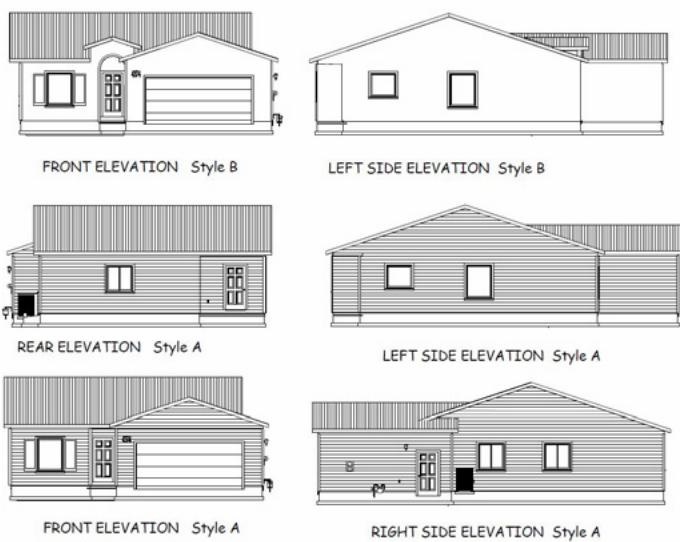 FRONT ELEVATION Style B
LEFT SIDE ELEVATION Style B
REAR ELEVATION Style A
LEFT SIDE ELEVATION Style A
FRONT ELEVATION Style A
RIGHT SIDE ELEVATION Style A